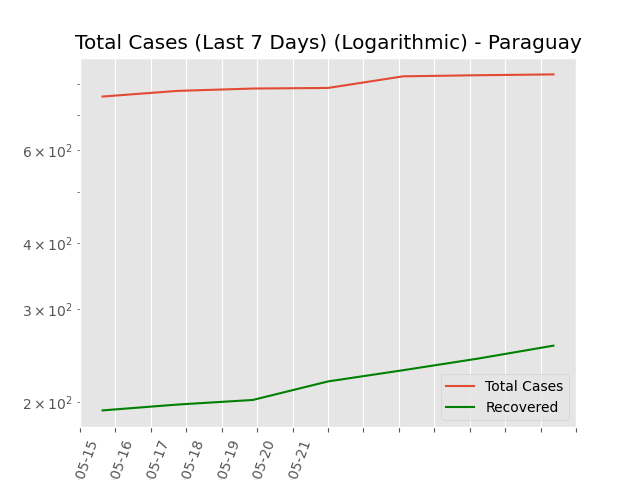 Total Cases (Last 7 Days) (Logarithmic) - Paraguay
6 × 10²
4 × 10²
3 × 10²
2 × 10²
Total Cases
Recovered
05-15
05-16
05-17
05-18
05-19
05-20
05-21